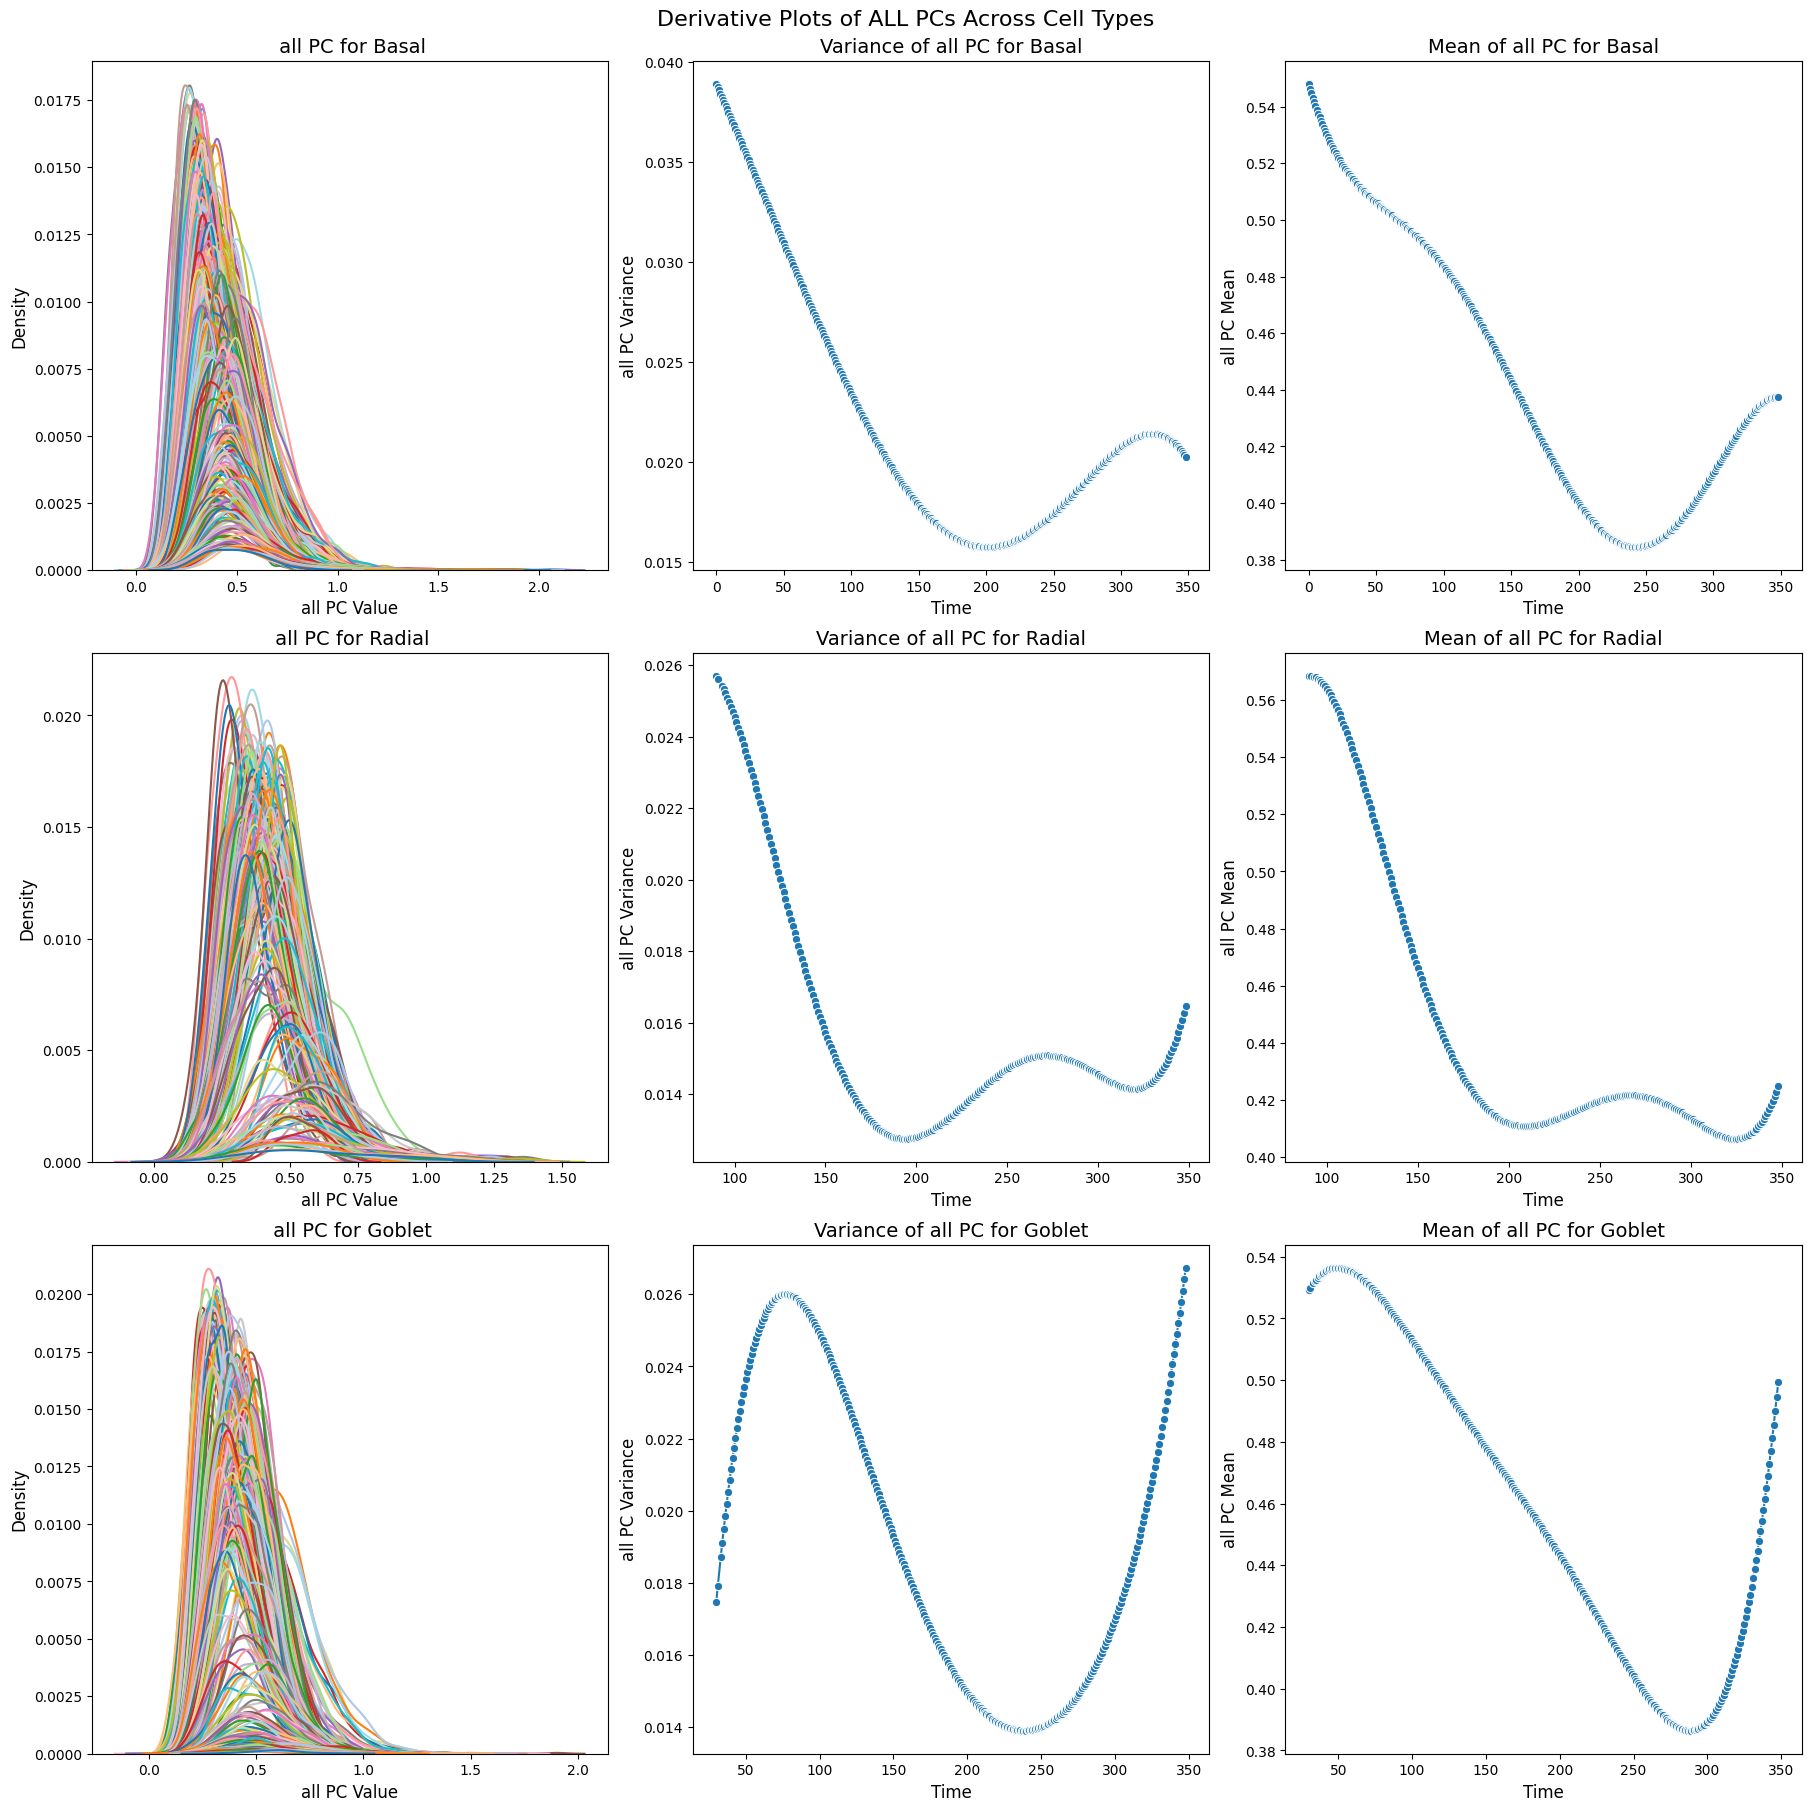 Derivative Plots of ALL PCs Across Cell Types
all PC for Basal
Density
0.0175
0.0150
0.0125
0.0100
0.0075
0.0050
0.0025
0.0000
0.0 0.5 1.0 1.5 2.0
all PC Value
Variance of all PC for Basal
all PC Variance
0.040
0.035
0.030
0.025
0.020
0.015
0 50 100 150 200 250 300 350
Time
Mean of all PC for Basal
all PC Mean
0.54
0.52
0.50
0.48
0.46
0.44
0.42
0.40
0.38
0 50 100 150 200 250 300 350
Time
all PC for Radial
Density
0.020
0.015
0.010
0.005
0.000
0.00 0.25 0.50 0.75 1.00 1.25 1.50
all PC Value
Variance of all PC for Radial
all PC Variance
0.026
0.024
0.022
0.020
0.018
0.016
0.014
100 150 200 250 300 350
Time
Mean of all PC for Radial
all PC Mean
0.56
0.54
0.52
0.50
0.48
0.46
0.44
0.42
0.40
100 150 200 250 300 350
Time
all PC for Goblet
Density
0.0200
0.0175
0.0150
0.0125
0.0100
0.0075
0.0050
0.0025
0.0000
0.0 0.5 1.0 1.5 2.0
all PC Value
Variance of all PC for Goblet
all PC Variance
0.026
0.024
0.022
0.020
0.018
0.016
0.014
50 100 150 200 250 300 350
Time
Mean of all PC for Goblet
all PC Mean
0.54
0.52
0.50
0.48
0.46
0.44
0.42
0.40
0.38
50 100 150 200 250 300 350
Time